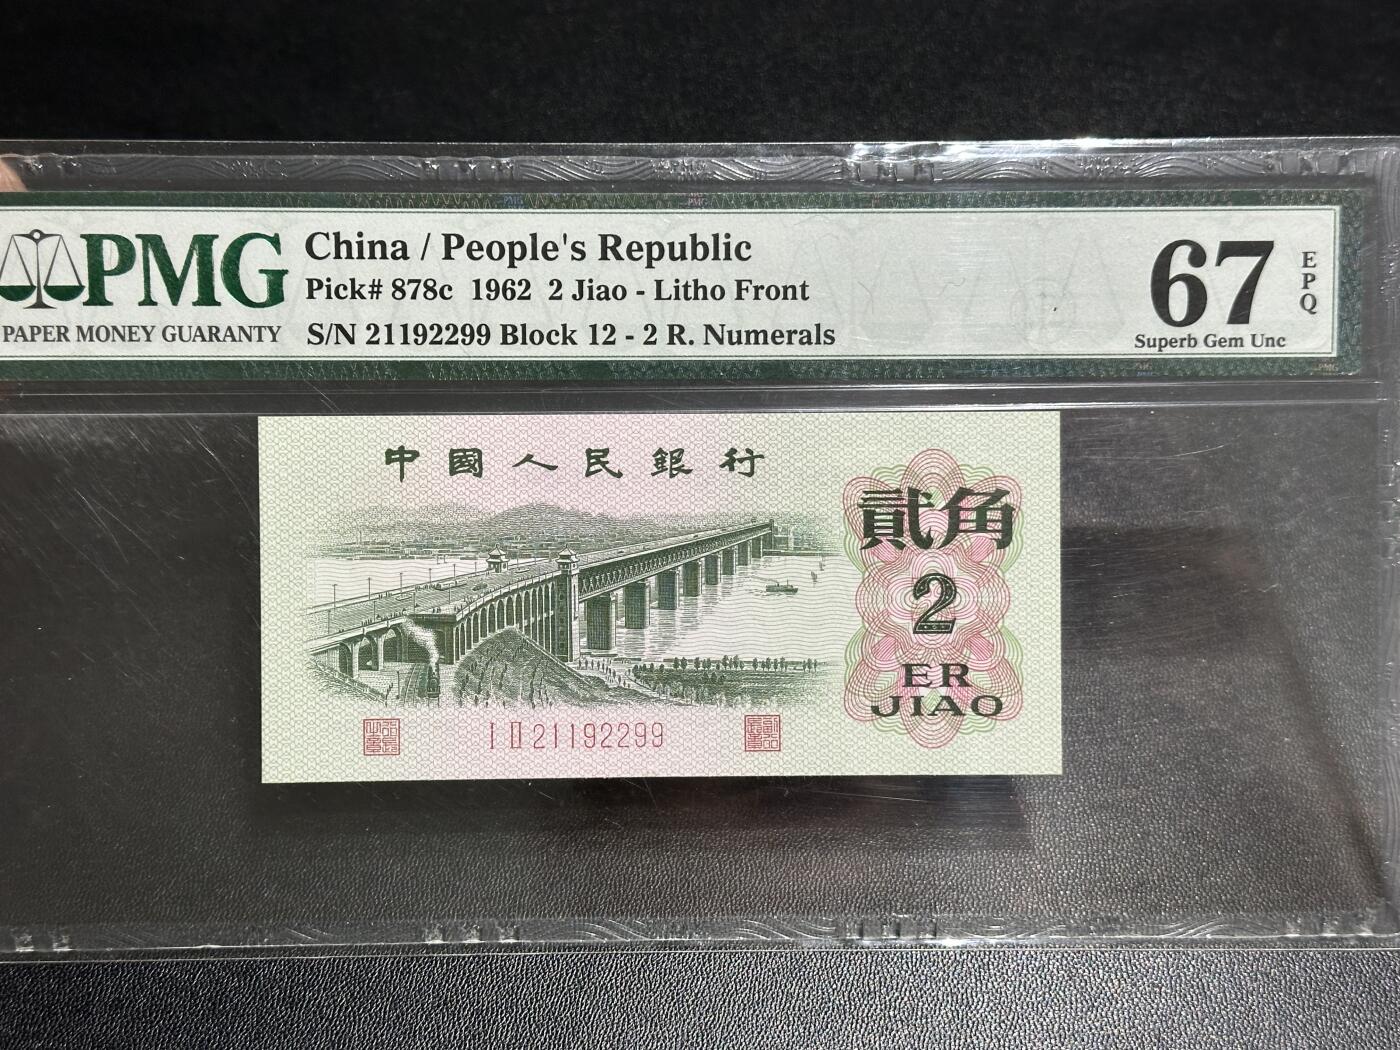 PMG
PAPER MONEY GUARANTY
China / People's Republic
Pick# 878c 1962 2 Jiao - Litho Front
S/N 21192299 Block 12 - 2 R. Numerals
67
EPQ
Superb Gem Unc
中國人民銀行
貳角
2
ER
JIAO
I II 21192299